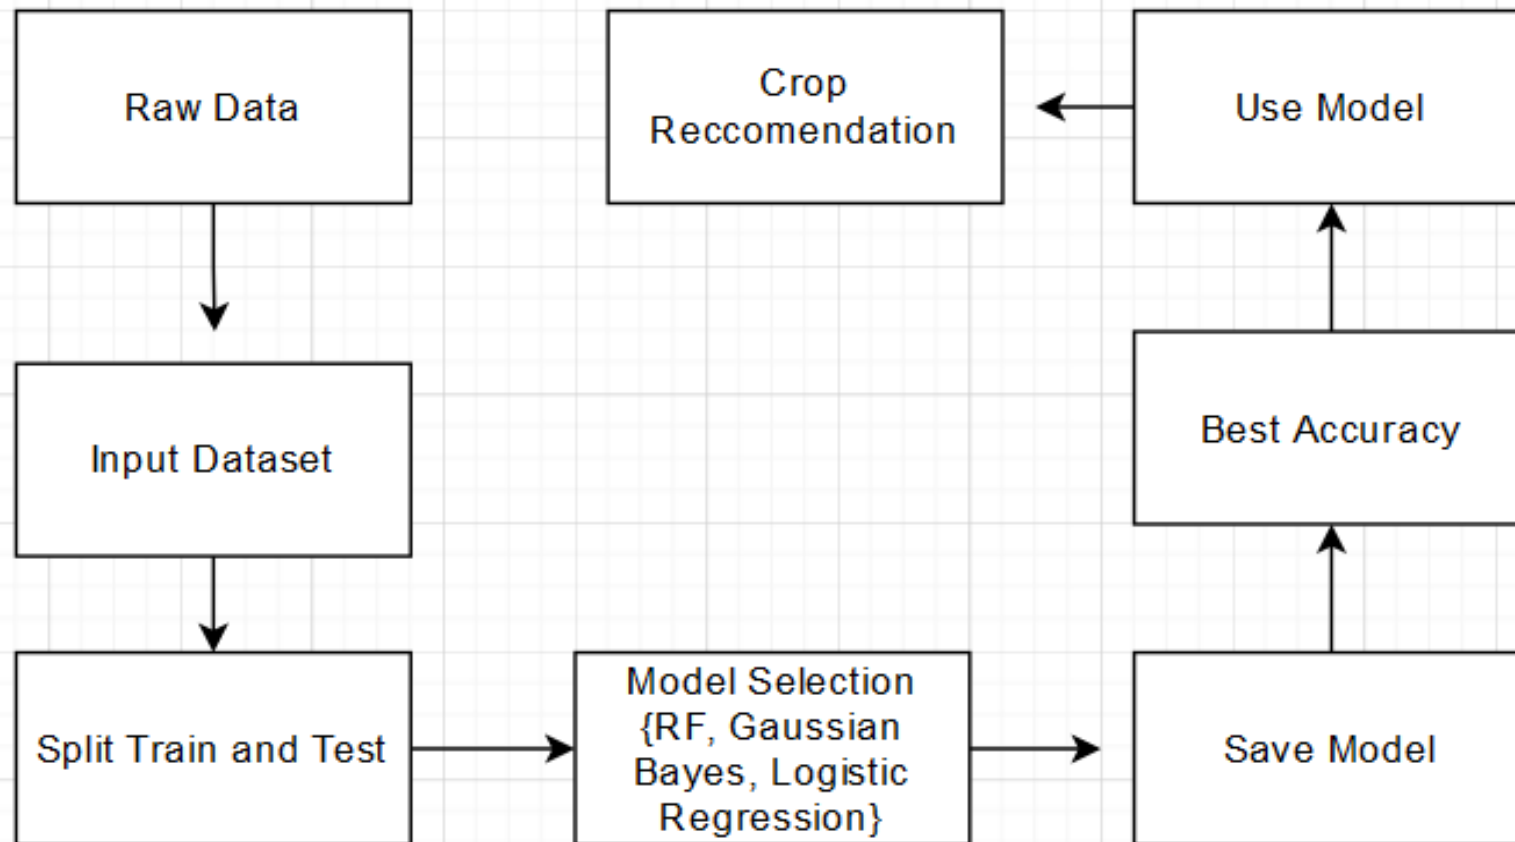 Raw Data
Crop
Reccomendation
Use Model
Input Dataset
Best Accuracy
Split Train and Test
Model Selection
{RF, Gaussian
Bayes, Logistic
Regression}
Save Model